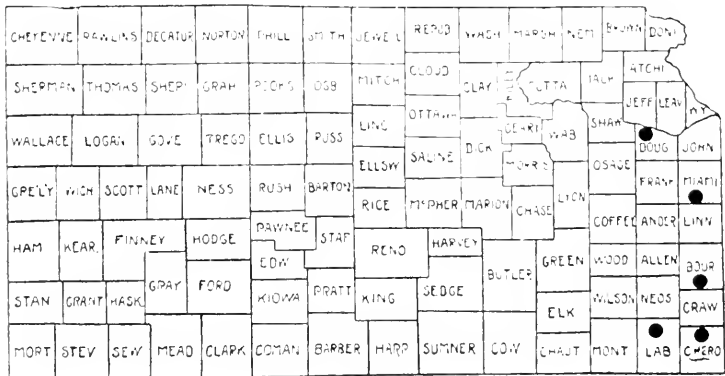 CHEYENNE RAWLINS DECATUR NORTON PHILL SMITH JEWELL REPUB WASH MARSH NEM BROWN DONI
SHERMAN THOMAS SHERI GRAH ROOKS OSB MITCH CLOUD CLAY POTTA JACK ATCHI
JEFF LEAV WY
WALLACE LOGAN GOVE TREGO ELLIS RUSS LINC OTTAWA DICK GEARY WAB SHAW DOUG JOHN
ELLSW SALINE MORRIS OSAGE
GREELY WICH SCOTT LANE NESS RUSH BARTON RICE McPHER MARION CHASE LYON FRANK MIAMI
HAM KEAR. FINNEY HODGE PAWNEE STAF RENO HARVEY COFFEE ANDER LINN
EDW BUTLER GREEN WOOD ALLEN BOUR
STAN GRANT HASK GRAY FORD KIOWA PRATT KING SEDGE ELK WILSON NEOS CRAW
MORT STEV SEW MEAD CLARK COMAN BARBER HARP SUMNER COW CHAUT MONT LAB CHERO